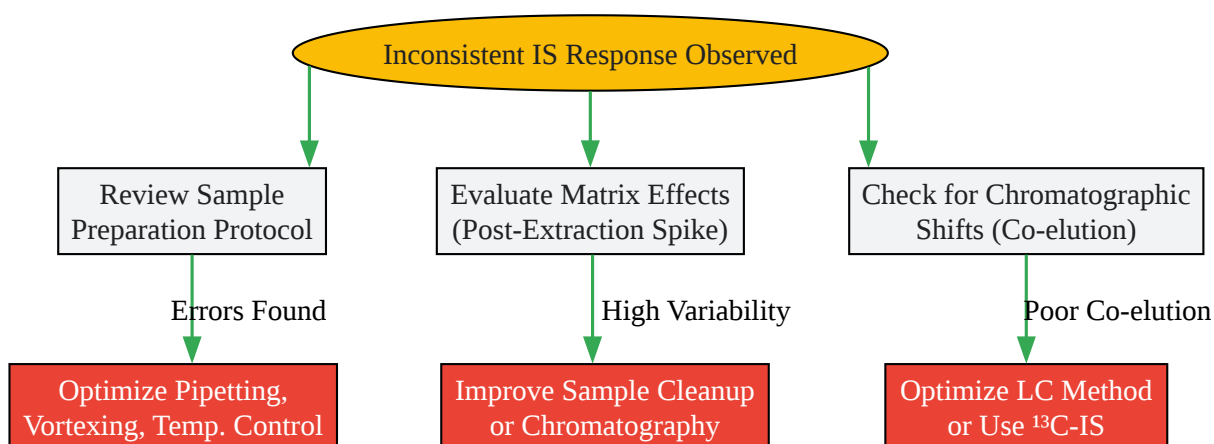 Inconsistent IS Response Observed
Review Sample
Preparation Protocol
Evaluate Matrix Effects
(Post-Extraction Spike)
Check for Chromatographic
Shifts (Co-elution)
Errors Found
High Variability
Poor Co-elution
Optimize Pipetting,
Vortexing, Temp. Control
Improve Sample Cleanup
or Chromatography
Optimize LC Method
or Use ¹³C-IS